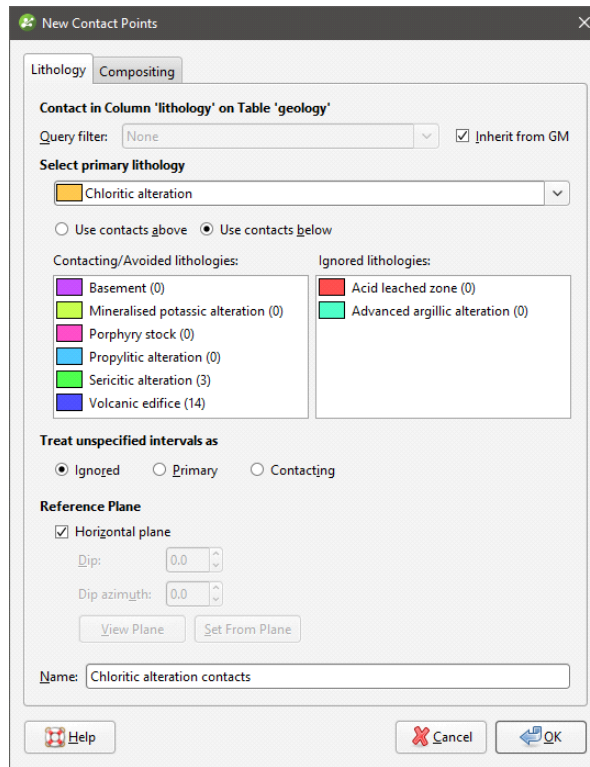 New Contact Points
Lithology Compositing
Contact in Column 'lithology' on Table 'geology'
Query filter: None Inherit from GM
Select primary lithology
Chloritic alteration
Use contacts above Use contacts below
Contacting/Avoided lithologies: Ignored lithologies:
Basement (0) Acid leached zone (0)
Mineralised potassic alteration (0) Advanced argillic alteration (0)
Porphyry stock (0)
Propylitic alteration (0)
Sericitic alteration (3)
Volcanic edifice (14)
Treat unspecified intervals as
Ignored Primary Contacting
Reference Plane
Horizontal plane
Dip: 0.0
Dip azimuth: 0.0
View Plane Set From Plane
Name: Chloritic alteration contacts
Help Cancel OK